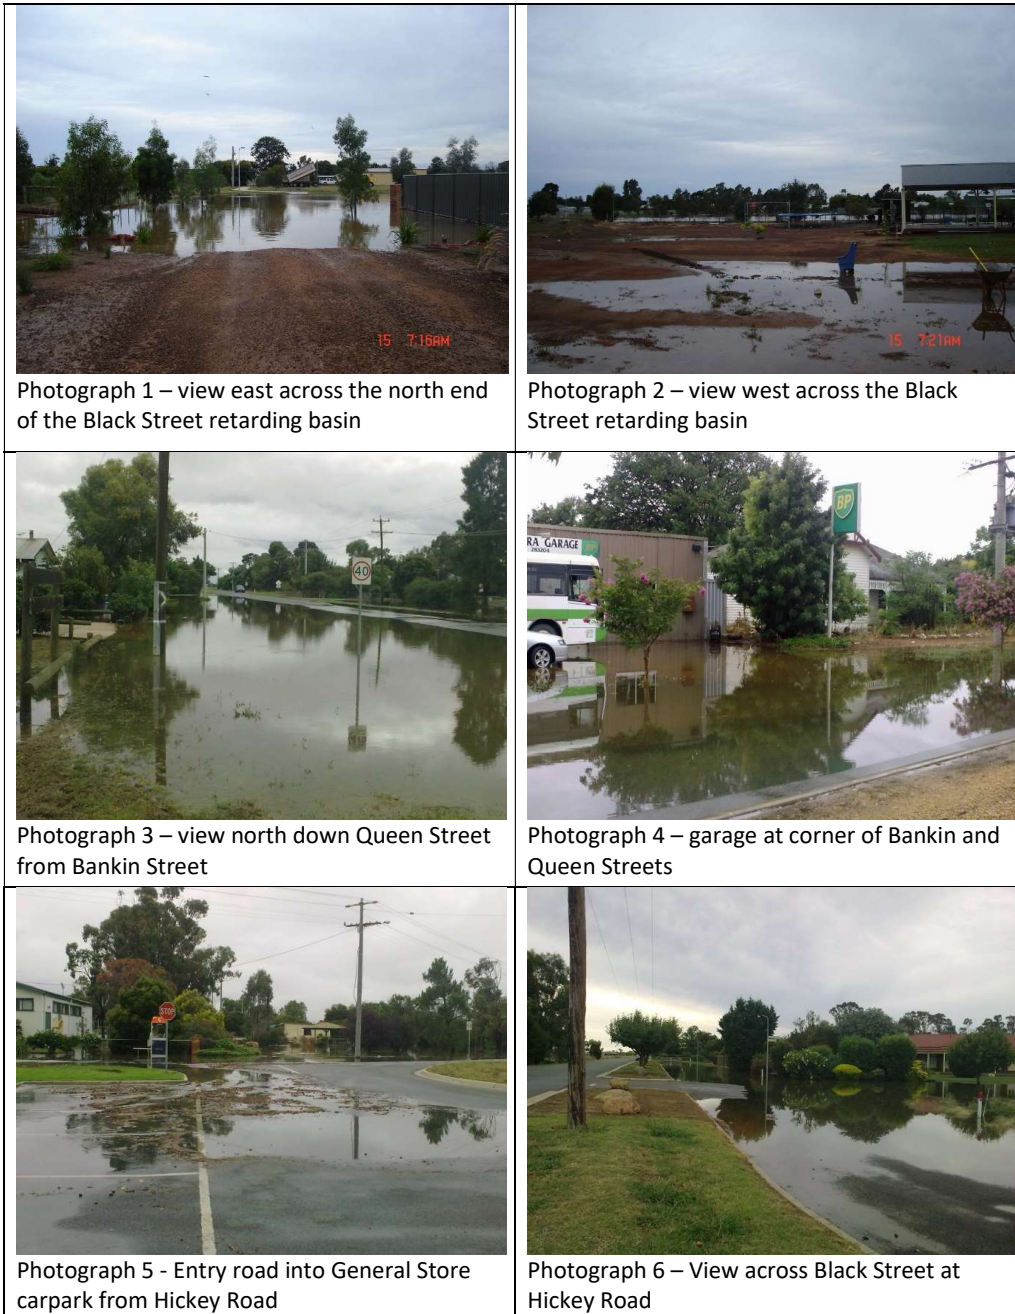 15 7:16AM
15 7:21AM
Photograph 1 – view east across the north end
of the Black Street retarding basin
Photograph 2 – view west across the Black
Street retarding basin
40
RA GARAGE
BP
Photograph 3 – view north down Queen Street
from Bankin Street
Photograph 4 – garage at corner of Bankin and
Queen Streets
STOP
Photograph 5 - Entry road into General Store
carpark from Hickey Road
Photograph 6 – View across Black Street at
Hickey Road